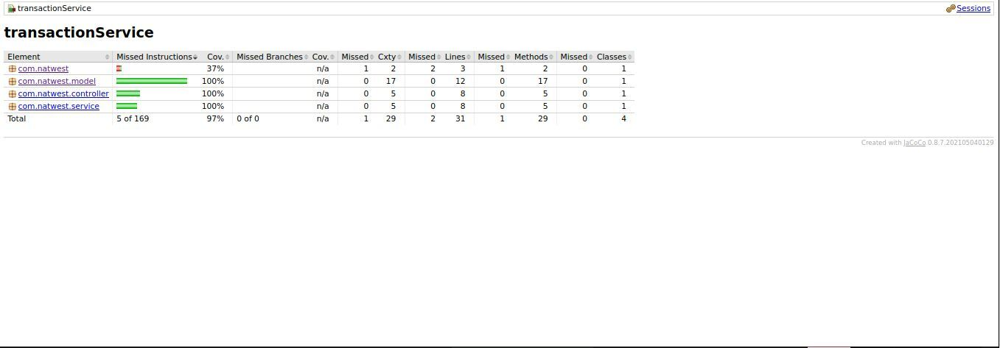 transactionService Sessions
transactionService
Element Missed Instructions Cov. Missed Branches Cov. Missed Cxty Missed Lines Missed Methods Missed Classes
com.natwest 37% n/a 1 2 2 3 1 2 0 1
com.natwest.model 100% n/a 0 17 0 12 0 17 0 1
com.natwest.controller 100% n/a 0 5 0 8 0 5 0 1
com.natwest.service 100% n/a 0 5 0 8 0 5 0 1
Total 5 of 169 97% 0 of 0 n/a 1 29 2 31 1 29 0 4
Created with JaCoCo 0.8.7.202105040129